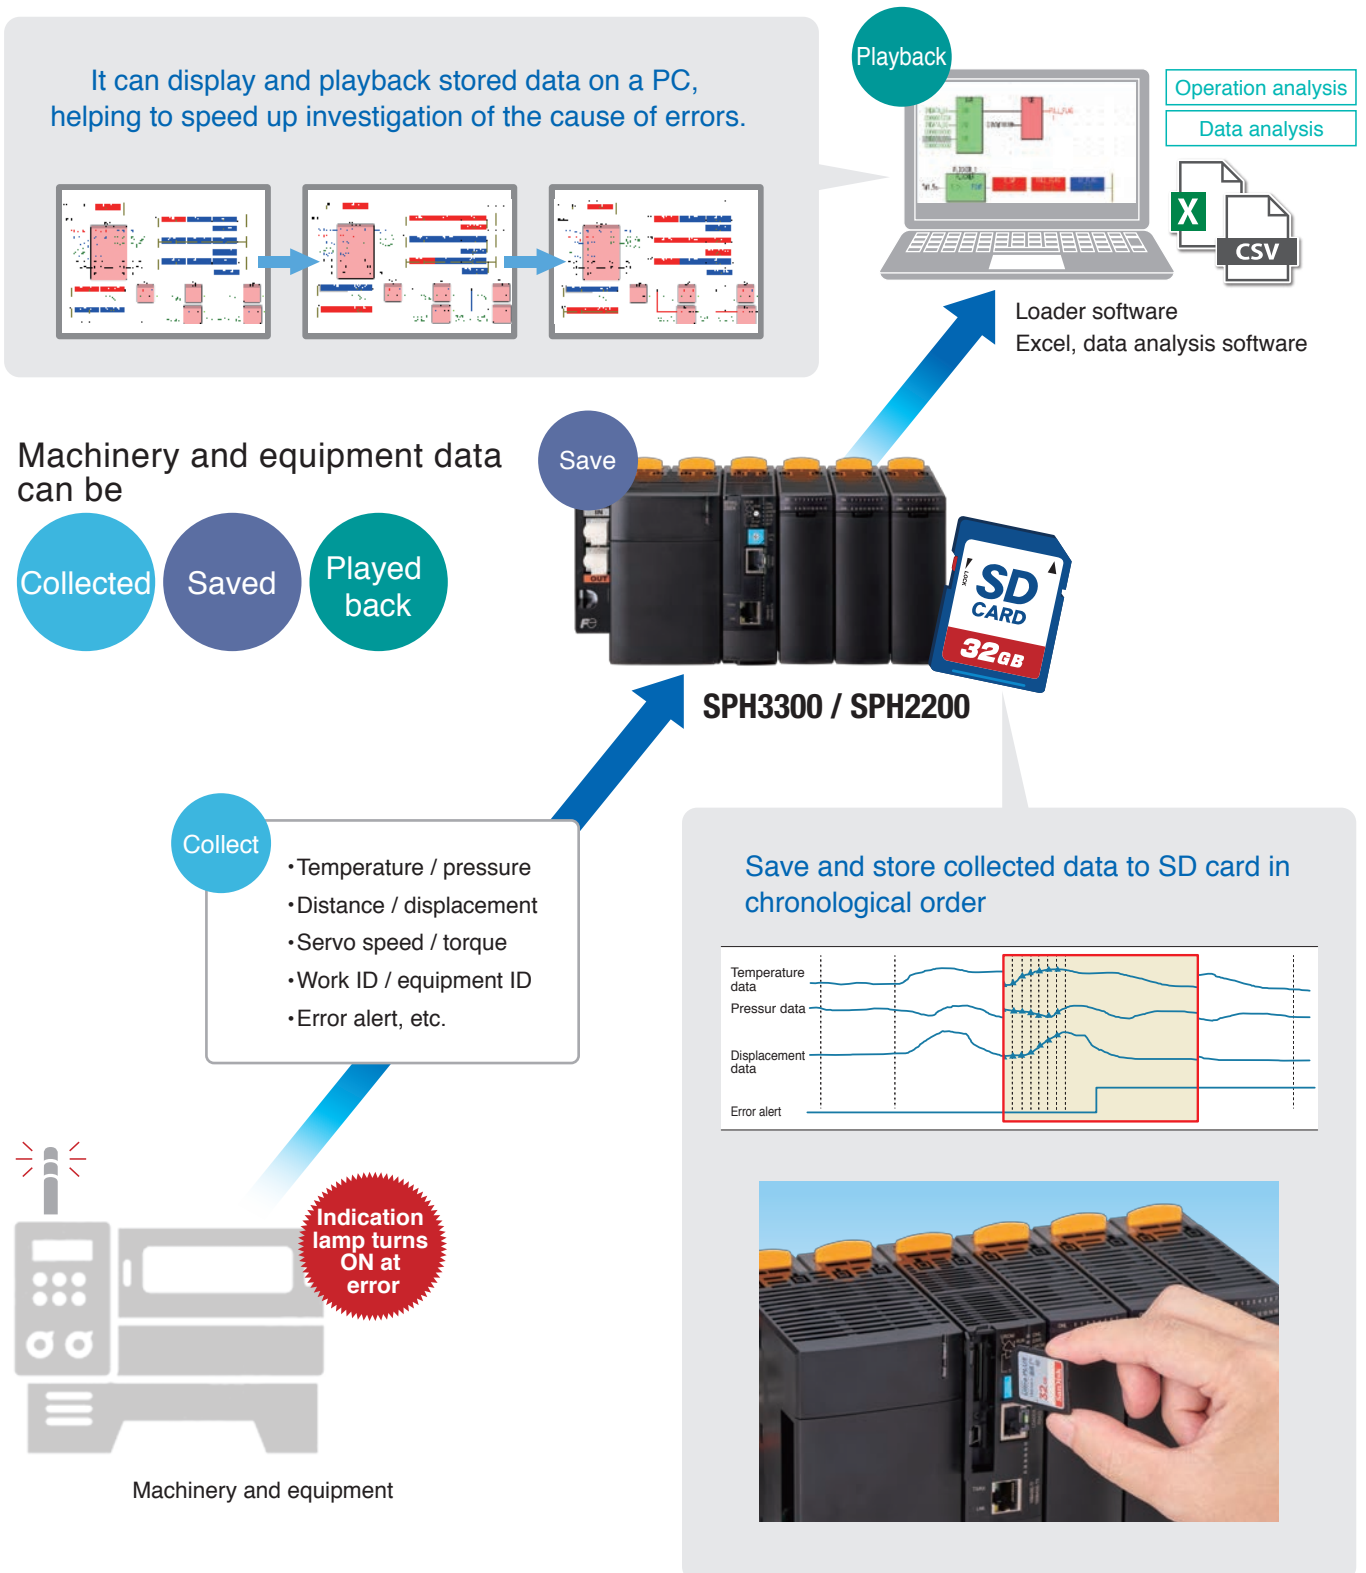 It can display and playback stored data on a PC,
helping to speed up investigation of the cause of errors.
Playback
Operation analysis
Data analysis
X
CSV
Loader software
Excel, data analysis software
Machinery and equipment data
can be
Collected
Saved
Played
back
Save
IN
OUT
LOCK
SD
CARD
32GB
SPH3300 / SPH2200
Collect
・Temperature / pressure
・Distance / displacement
・Servo speed / torque
・Work ID / equipment ID
・Error alert, etc.
Save and store collected data to SD card in
chronological order
Temperature
data
Pressur data
Displacement
data
Error alert
Indication
lamp turns
ON at
error
Machinery and equipment